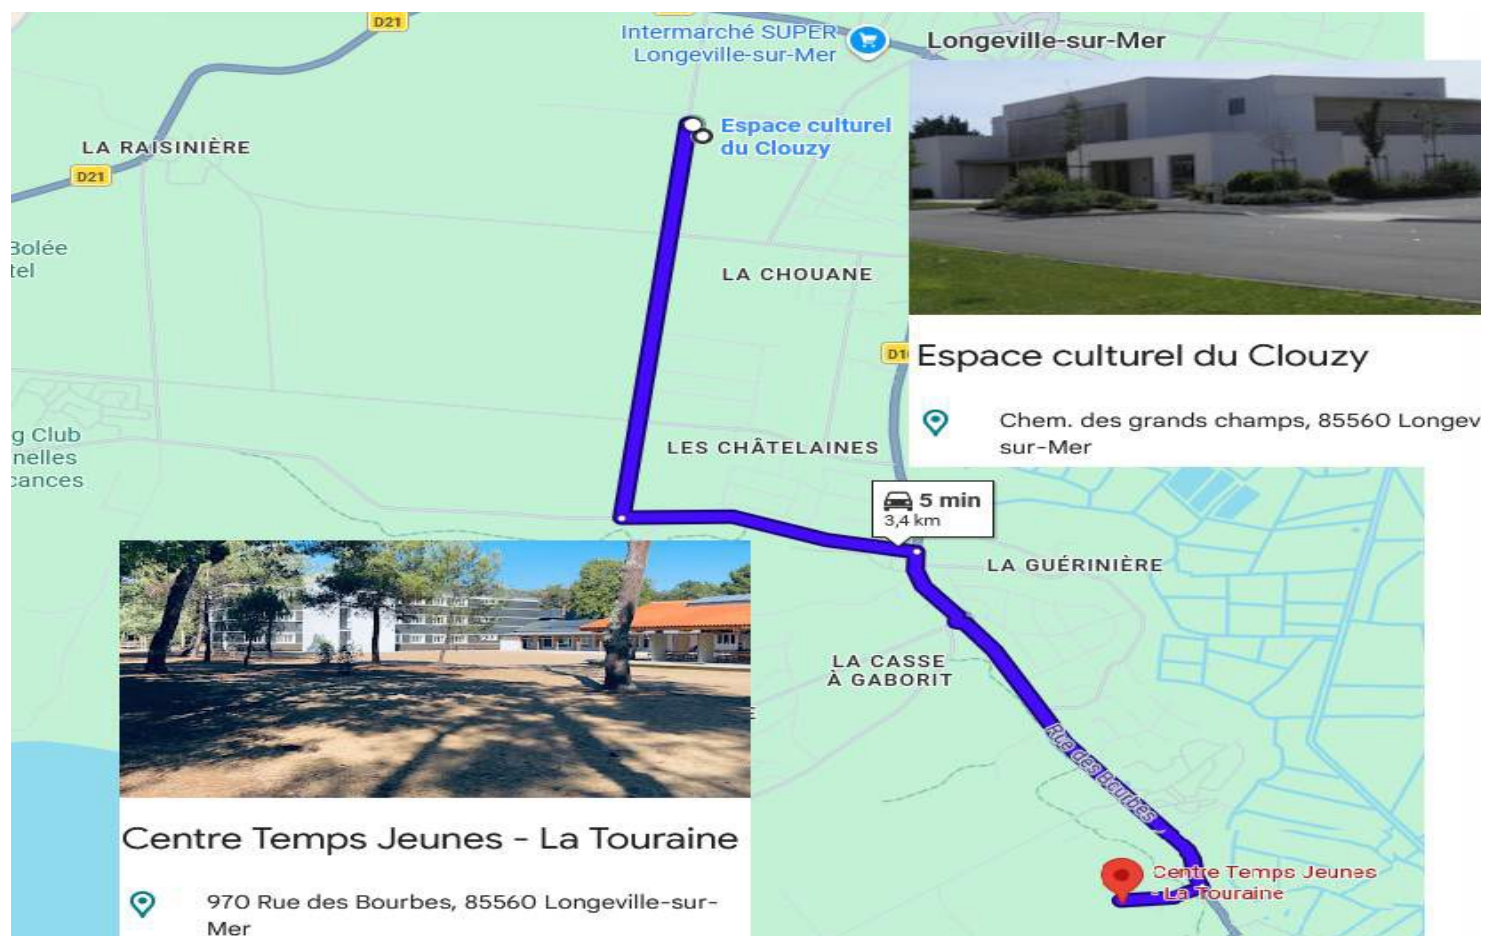 D21
Intermarché SUPER
Longeville-sur-Mer
Longeville-sur-Mer
Espace culturel
du Clouzy
LA RAISINIÈRE
D21
Bolée
tel
LA CHOUANE
Espace culturel du Clouzy
Chem. des grands champs, 85560 Longev
sur-Mer
g Club
nelles
cances
LES CHÂTELAINES
5 min
3,4 km
LA GUÉRINIÈRE
LA CASSE
À GABORIT
Rue des Bourbes
Centre Temps Jeunes - La Touraine
970 Rue des Bourbes, 85560 Longeville-sur-
Mer
Centre Temps Jeunes
- La Touraine